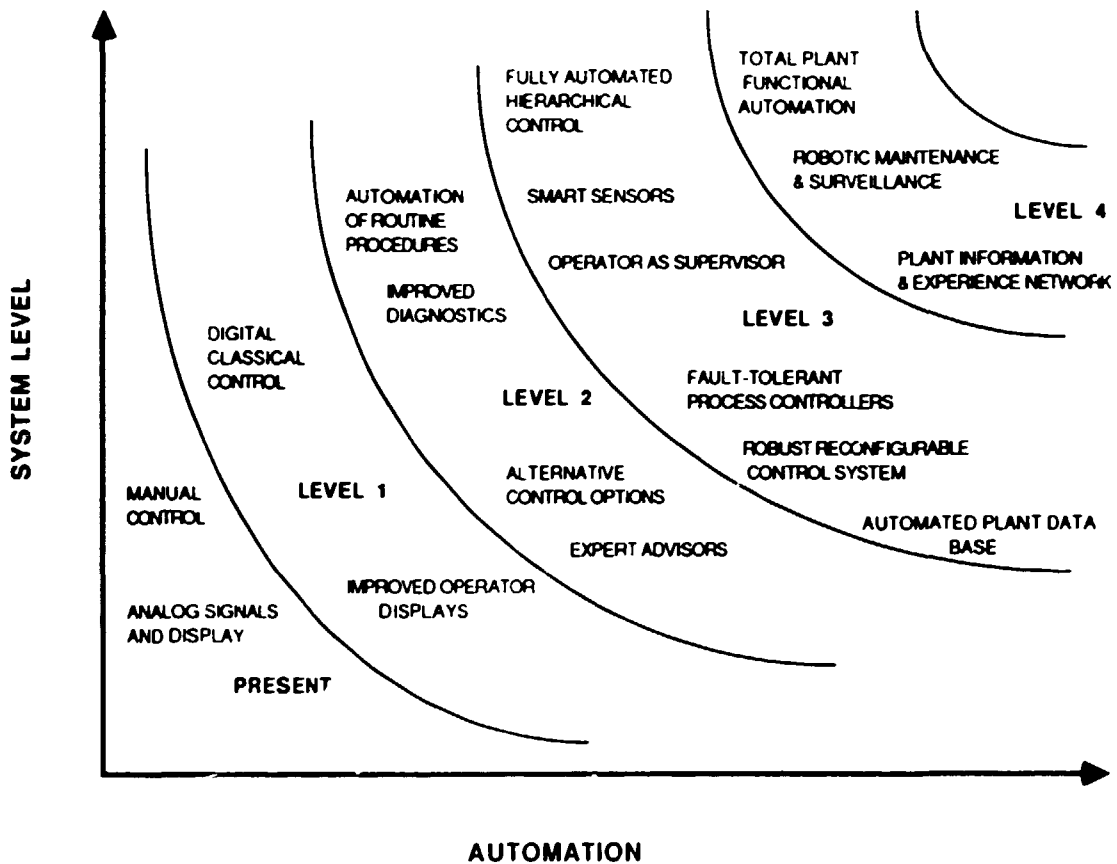 SYSTEM LEVEL
FULLY AUTOMATED
HIERARCHICAL
CONTROL
TOTAL PLANT
FUNCTIONAL
AUTOMATION
ROBOTIC MAINTENANCE
& SURVEILLANCE
LEVEL 4
PLANT INFORMATION
& EXPERIENCE NETWORK
AUTOMATION
OF ROUTINE
PROCEDURES
SMART SENSORS
OPERATOR AS SUPERVISOR
IMPROVED
DIAGNOSTICS
LEVEL 3
DIGITAL
CLASSICAL
CONTROL
LEVEL 2
FAULT-TOLERANT
PROCESS CONTROLLERS
ROBUST RECONFIGURABLE
CONTROL SYSTEM
MANUAL
CONTROL
LEVEL 1
ALTERNATIVE
CONTROL OPTIONS
AUTOMATED PLANT DATA
BASE
EXPERT ADVISORS
IMPROVED OPERATOR
DISPLAYS
ANALOG SIGNALS
AND DISPLAY
PRESENT
AUTOMATION